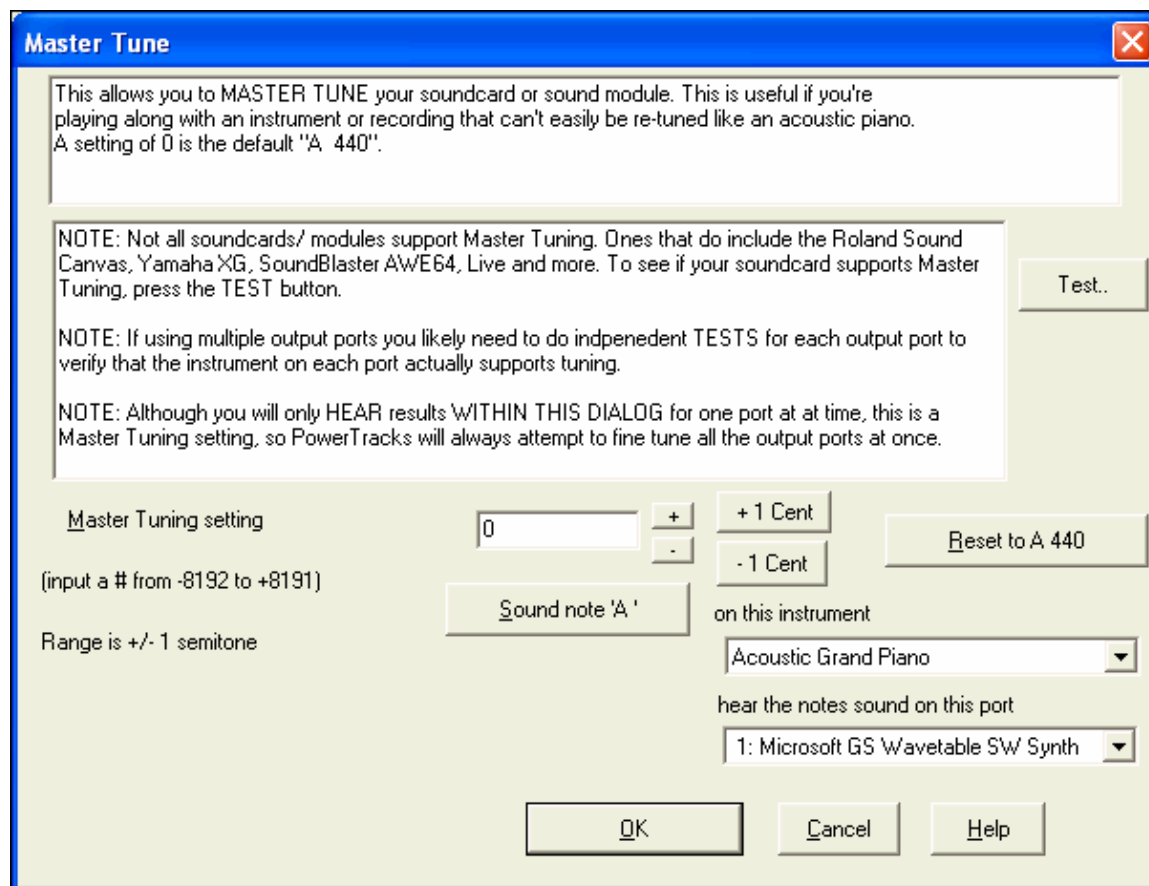 Master Tune
This allows you to MASTER TUNE your soundcard or sound module. This is useful if you're
playing along with an instrument or recording that can't easily be re-tuned like an acoustic piano.
A setting of 0 is the default "A  440".
NOTE: Not all soundcards/ modules support Master Tuning. Ones that do include the Roland Sound
Canvas, Yamaha XG, SoundBlaster AWE64, Live and more. To see if your soundcard supports Master
Tuning, press the TEST button.
Test..
NOTE: If using multiple output ports you likely need to do indpenedent TESTS for each output port to
verify that the instrument on each port actually supports tuning.
NOTE: Although you will only HEAR results WITHIN THIS DIALOG for one port at at time, this is a
Master Tuning setting, so PowerTracks will always attempt to fine tune all the output ports at once.
Master Tuning setting
0
+
-
+ 1 Cent
- 1 Cent
Reset to A 440
(input a # from -8192 to +8191)
Sound note 'A '
on this instrument
Range is +/- 1 semitone
Acoustic Grand Piano
hear the notes sound on this port
1: Microsoft GS Wavetable SW Synth
OK
Cancel
Help